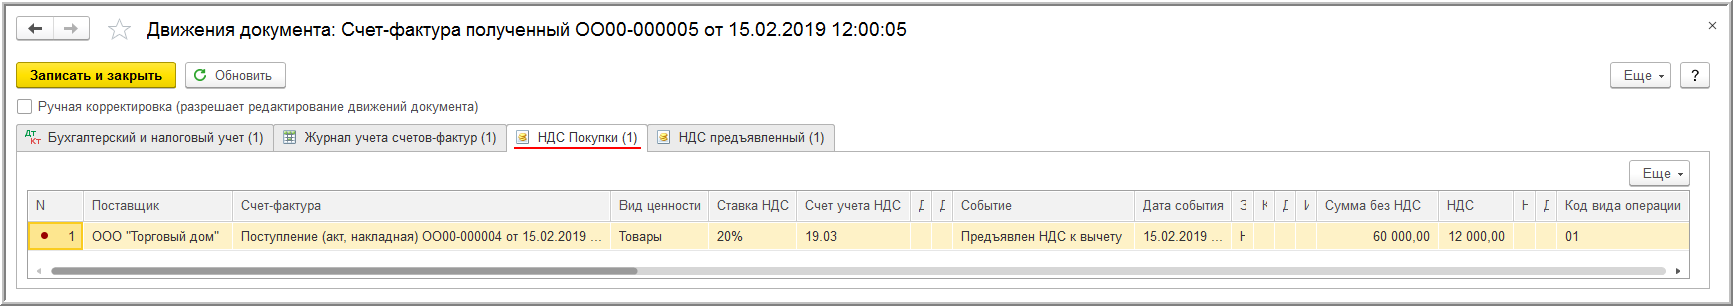 Движения документа: Счет-фактура полученный ОО00-000005 от 15.02.2019 12:00:05
Записать и закрыть Обновить Еще ?
Ручная корректировка (разрешает редактирование движений документа)
Дт Кт Бухгалтерский и налоговый учет (1) Журнал учета счетов-фактур (1) НДС Покупки (1) НДС предъявленный (1)
Еще
N Поставщик Счет-фактура Вид ценности Ставка НДС Счет учета НДС Д Д Событие Дата события З К Д И Сумма без НДС НДС Н Д Код вида операции
1 ООО "Торговый дом" Поступление (акт, накладная) ОО00-000004 от 15.02.2019 ... Товары 20% 19.03 Предъявлен НДС к вычету 15.02.2019 ... Н 60 000,00 12 000,00 01